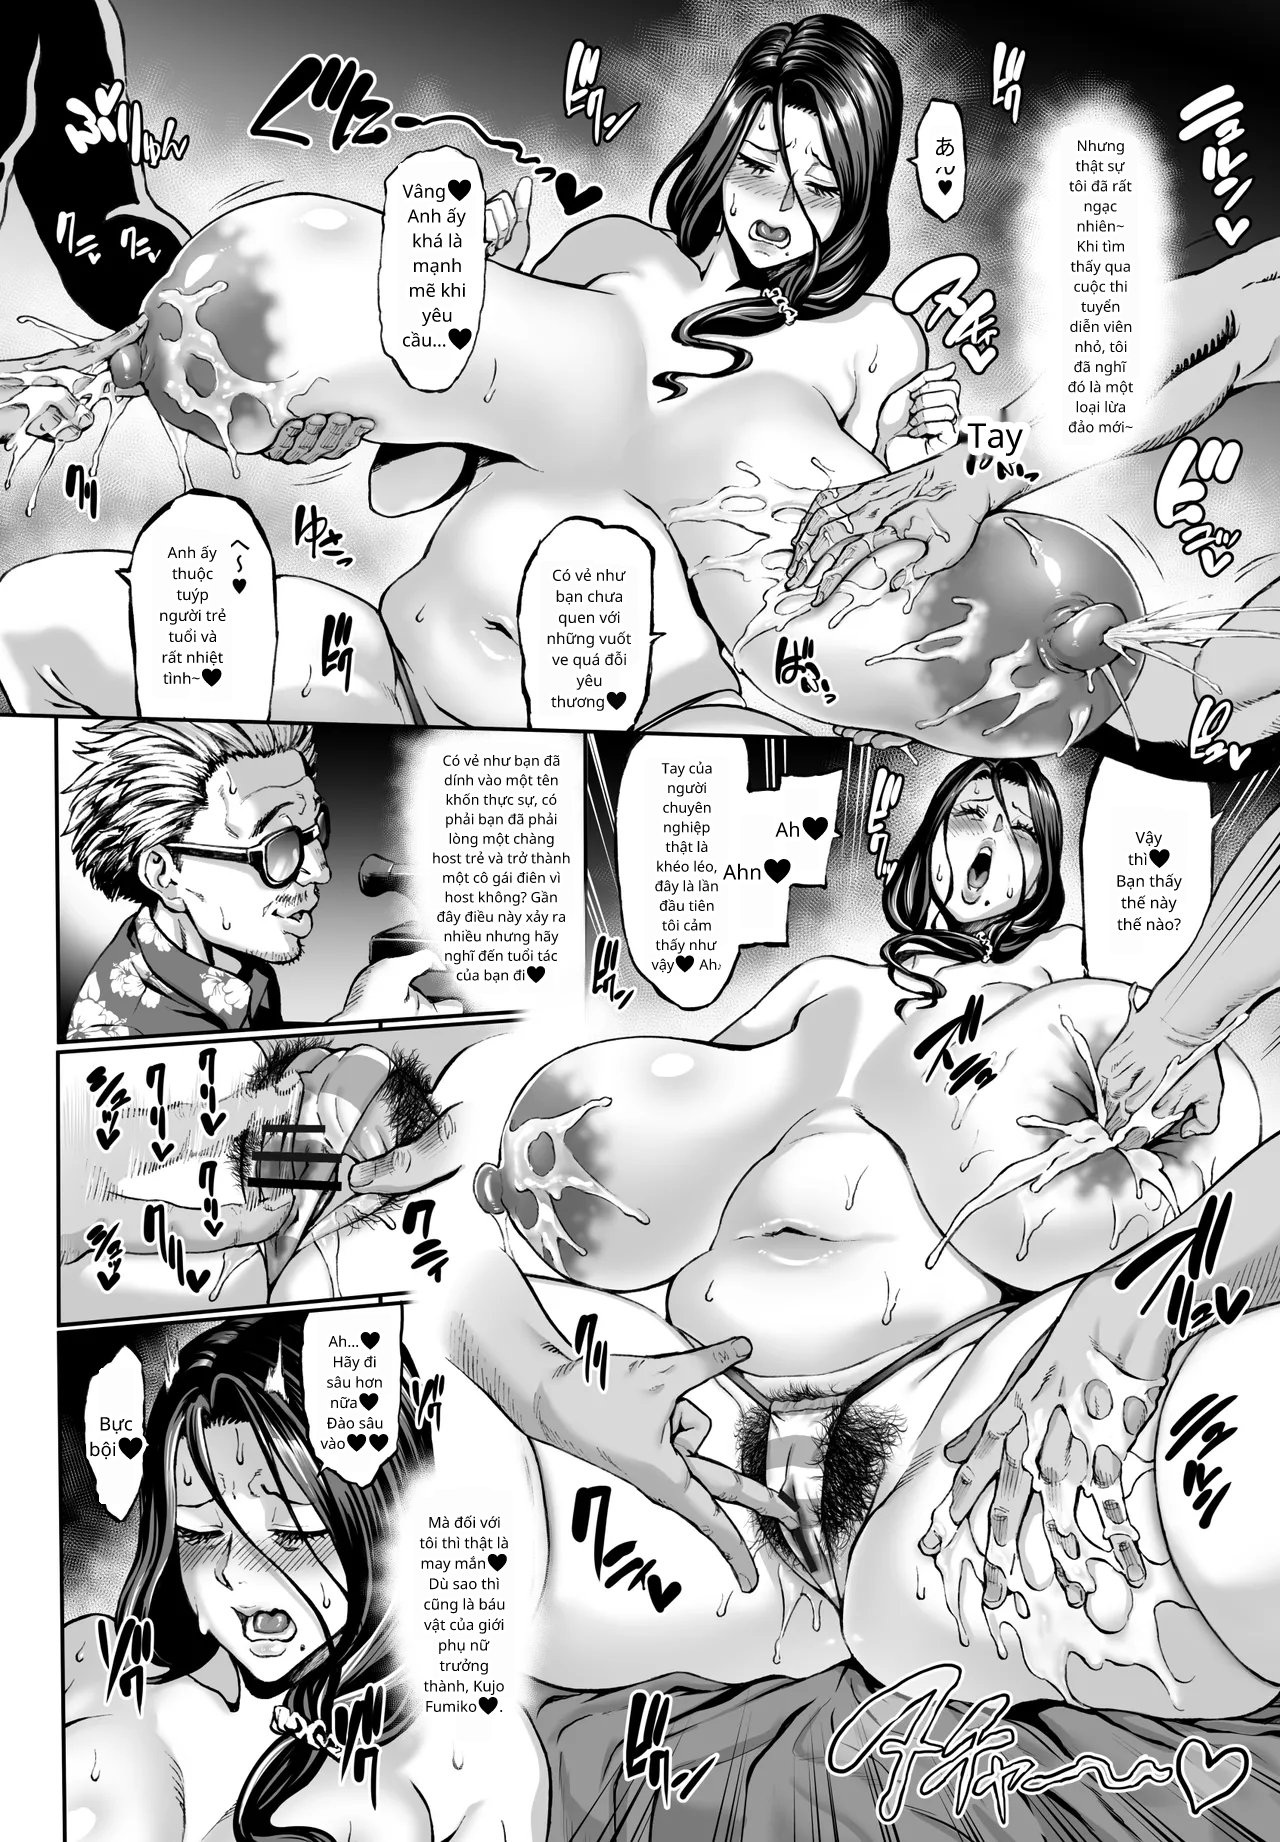 Nhưng
thật sự
tôi đã rất
ngạc
nhiên~
Khi tìm
thấy qua
cuộc thi
tuyển
diễn viên
nhỏ, tôi
đã nghĩ
đó là một
loại lừa
đảo mới~
あ~♥
Vâng♥
Anh ấy
khá là
mạnh
mẽ khi
yêu
cầu...♥
Tay
Có vẻ như
bạn chưa
quen với
những vuốt
ve quá đỗi
yêu
thương♥
へ~♥
Anh ấy
thuộc
tuýp
người trẻ
tuổi và
rất nhiệt
tình~♥
Vậy
thì♥
Bạn thấy
thế này
thế nào?
Ah♥
Ahn♥
Tay của
người
chuyên
nghiệp
thật là
khéo léo,
đây là lần
đầu tiên
tôi cảm
thấy như
vậy♥ Ah♪
Có vẻ như bạn đã
dính vào một tên
khốn thực sự, có
phải bạn đã phải
lòng một chàng
host trẻ và trở thành
một cô gái điên vì
host không? Gần
đây điều này xảy ra
nhiều nhưng hãy
nghĩ đến tuổi tác
của bạn đi♥
Ah...♥
Hãy đi
sâu hơn
nữa♥
Đào sâu
vào♥♥
Bực
bội♥
Mà đối với
tôi thì thật là
may mắn♥
Dù sao thì
cũng là báu
vật của giới
phụ nữ
trưởng
thành, Kujo
Fumiko♥.